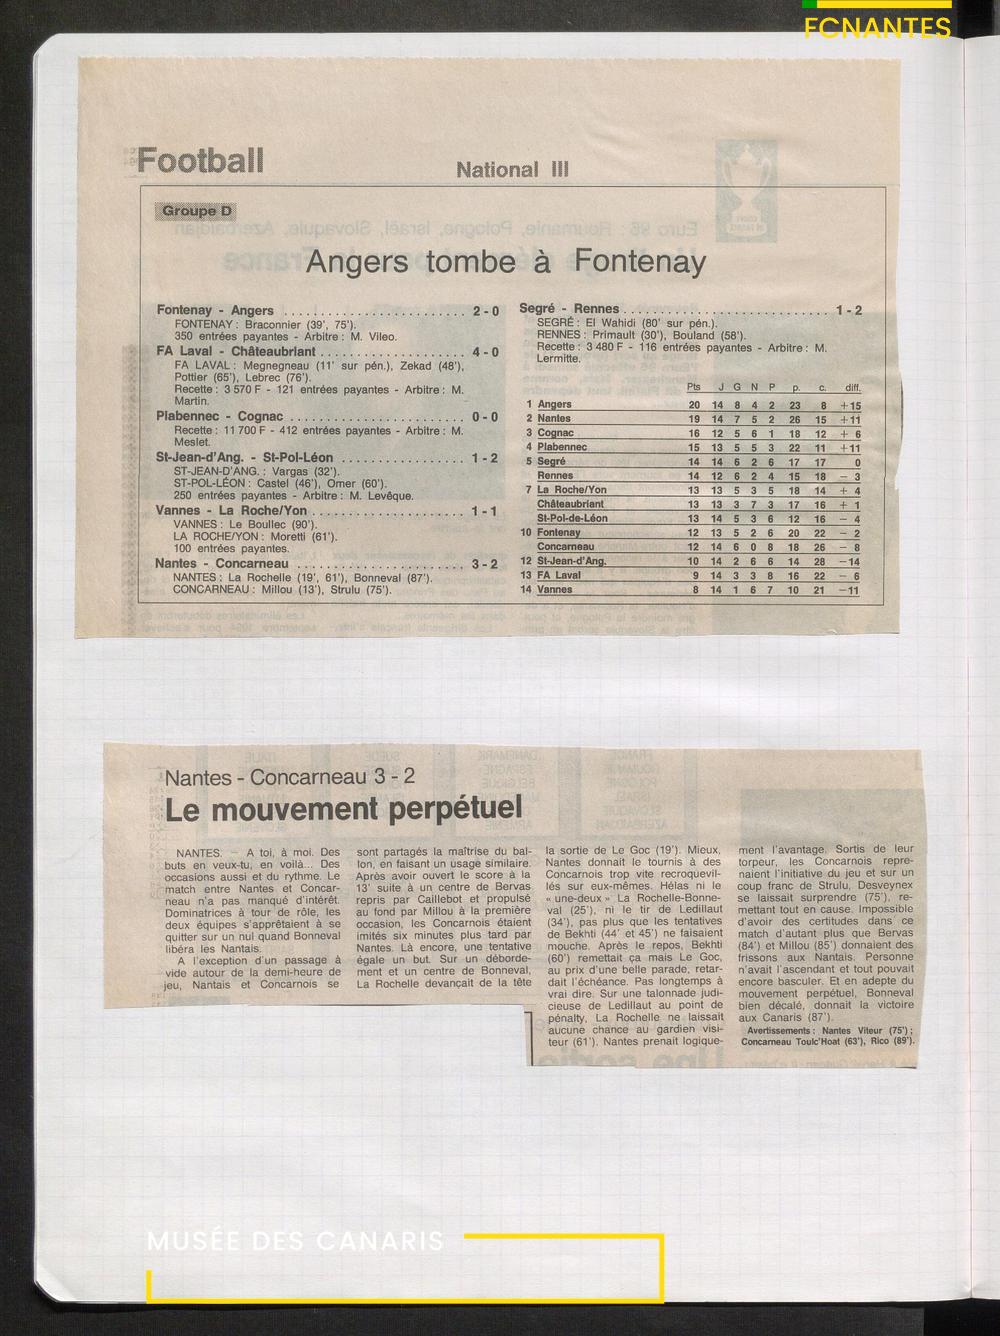 FCNANTES
Football
National III
Groupe D
Angers tombe à Fontenay
Fontenay - Angers . . . . . . . . . . . . . . . . . . . . . . . 2 - 0
FONTENAY : Braconnier (39', 75').
350 entrées payantes - Arbitre : M. Vileo.
FA Laval - Châteaubriant . . . . . . . . . . . . . . . . . . 4 - 0
FA LAVAL : Megnegneau (11' sur pén.), Zekad (48'),
Pottier (65'), Lebrec (76').
Recette : 3 570 F - 121 entrées payantes - Arbitre : M.
Martin.
Plabennec - Cognac . . . . . . . . . . . . . . . . . . . . . . 0 - 0
Recette : 11 700 F - 412 entrées payantes - Arbitre : M.
Meslet.
St-Jean-d'Ang. - St-Pol-Léon . . . . . . . . . . . . . . . 1 - 2
ST-JEAN-D'ANG. : Vargas (32').
ST-POL-LÉON : Castel (46'), Omer (60').
250 entrées payantes - Arbitre : M. Levêque.
Vannes - La Roche/Yon . . . . . . . . . . . . . . . . . . . 1 - 1
VANNES : Le Boullec (90').
LA ROCHE/YON : Moretti (61').
100 entrées payantes.
Nantes - Concarneau . . . . . . . . . . . . . . . . . . . . . 3 - 2
NANTES : La Rochelle (19', 61'), Bonneval (87').
CONCARNEAU : Millou (13'), Strulu (75').
Segré - Rennes . . . . . . . . . . . . . . . . . . . . . . . . . . 1 - 2
SEGRÉ : El Wahidi (80' sur pén.).
RENNES : Primault (30'), Bouland (58').
Recette : 3 480 F - 116 entrées payantes - Arbitre : M.
Lermitte.
Pts J G N P p. c. diff.
1 Angers 20 14 8 4 2 23 8 +15
2 Nantes 19 14 7 5 2 26 15 +11
3 Cognac 16 12 5 6 1 18 12 + 6
4 Plabennec 15 13 5 5 3 22 11 +11
5 Segré 14 14 6 2 6 17 17 0
Rennes 14 12 6 2 4 15 18 - 3
7 La Roche/Yon 13 13 5 3 5 18 14 + 4
Châteaubriant 13 13 3 7 3 17 16 + 1
St-Pol-de-Léon 13 14 5 3 6 12 16 - 4
10 Fontenay 12 13 5 2 6 20 22 - 2
Concarneau 12 14 6 0 8 18 26 - 8
12 St-Jean-d'Ang. 10 14 2 6 6 14 28 -14
13 FA Laval 9 14 3 3 8 16 22 - 6
14 Vannes 8 14 1 6 7 10 21 -11
Nantes - Concarneau 3 - 2
Le mouvement perpétuel
NANTES. — A toi, à moi. Des
buts en veux-tu, en voilà... Des
occasions aussi et du rythme. Le
match entre Nantes et Concar-
neau n'a pas manqué d'intérêt.
Dominatrices à tour de rôle, les
deux équipes s'apprêtaient à se
quitter sur un nul quand Bonneval
libéra les Nantais.
A l'exception d'un passage à
vide autour de la demi-heure de
jeu, Nantais et Concarnois se
sont partagés la maîtrise du bal-
lon, en faisant un usage similaire.
Après avoir ouvert le score à la
13' suite à un centre de Bervas
repris par Caillebot et propulsé
au fond par Millou à la première
occasion, les Concarnois étaient
imités six minutes plus tard par
Nantes. Là encore, une tentative
égale un but. Sur un déborde-
ment et un centre de Bonneval,
La Rochelle devançait de la tête
la sortie de Le Goc (19'). Mieux,
Nantes donnait le tournis à des
Concarnois trop vite recroquevil-
lés sur eux-mêmes. Hélas ni le
« une-deux » La Rochelle-Bonne-
val (25'), ni le tir de Ledillaut
(34'), pas plus que les tentatives
de Bekhti (44' et 45') ne faisaient
mouche. Après le repos, Bekhti
(60') remettait ça mais Le Goc,
au prix d'une belle parade, retar-
dait l'échéance. Pas longtemps à
vrai dire. Sur une talonnade judi-
cieuse de Ledillaut au point de
pénalty, La Rochelle ne laissait
aucune chance au gardien visi-
teur (61'). Nantes prenait logique-
ment l'avantage. Sortis de leur
torpeur, les Concarnois repre-
naient l'initiative du jeu et sur un
coup franc de Strulu, Desveynex
se laissait surprendre (75'), re-
mettant tout en cause. Impossible
d'avoir des certitudes dans ce
match d'autant plus que Bervas
(84') et Millou (85') donnaient des
frissons aux Nantais. Personne
n'avait l'ascendant et tout pouvait
encore basculer. Et en adepte du
mouvement perpétuel, Bonneval
bien décalé, donnait la victoire
aux Canaris (87').
Avertissements : Nantes Viteur (75') ;
Concarneau Toulc'Hoat (63'), Rico (89').
MUSÉE DES CANARIS